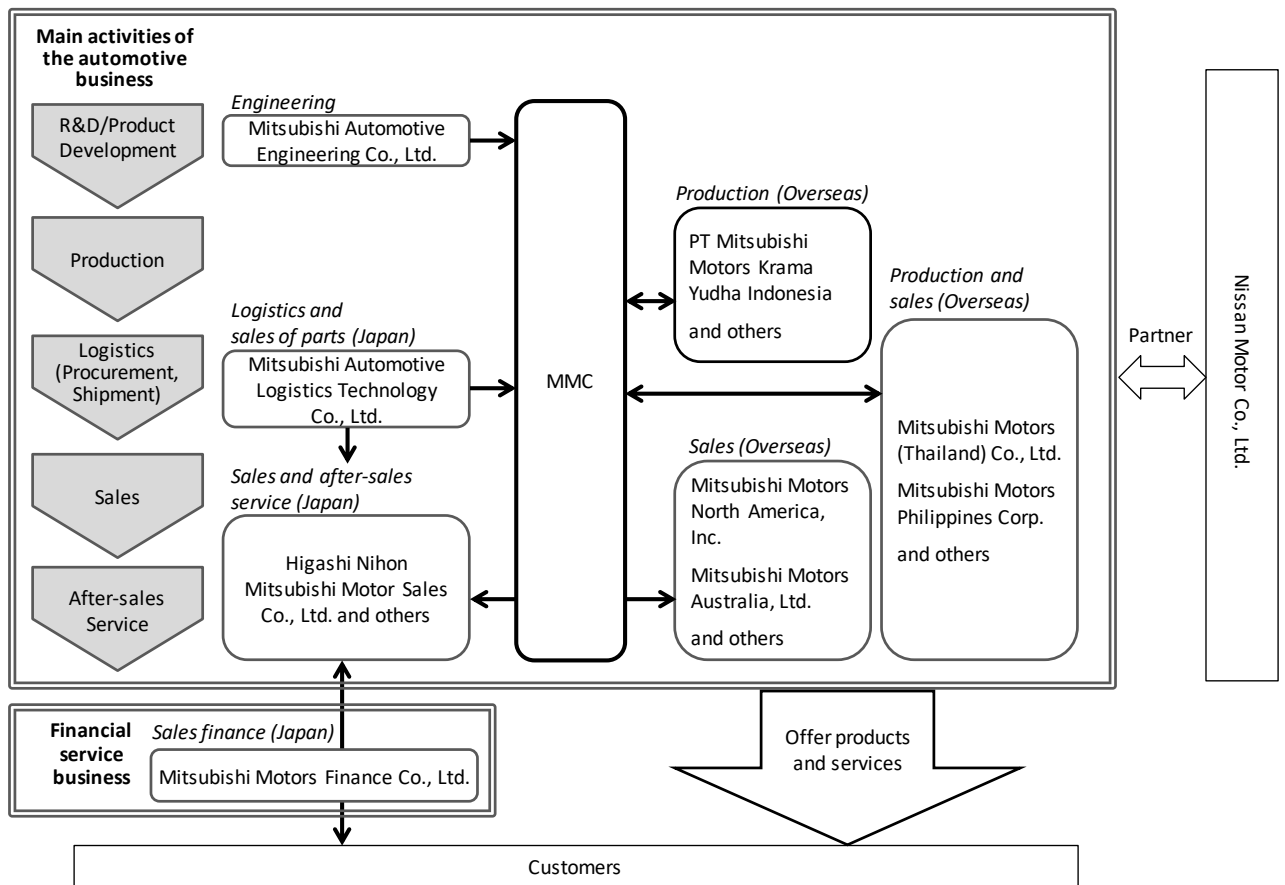 Main activities of
the automotive
business
R&D/Product
Development
Production
Logistics
(Procurement,
Shipment)
Sales
After-sales
Service
Engineering
Mitsubishi Automotive
Engineering Co., Ltd.
Logistics and
sales of parts (Japan)
Mitsubishi Automotive
Logistics Technology
Co., Ltd.
Sales and after-sales
service (Japan)
Higashi Nihon
Mitsubishi Motor Sales
Co., Ltd. and others
MMC
Production (Overseas)
PT Mitsubishi
Motors Krama
Yudha Indonesia
and others
Sales (Overseas)
Mitsubishi Motors
North America,
Inc.
Mitsubishi Motors
Australia, Ltd.
and others
Production and
sales (Overseas)
Mitsubishi Motors
(Thailand) Co., Ltd.
Mitsubishi Motors
Philippines Corp.
and others
Partner
Nissan Motor Co., Ltd.
Financial
service
business
Sales finance (Japan)
Mitsubishi Motors Finance Co., Ltd.
Offer products
and services
Customers